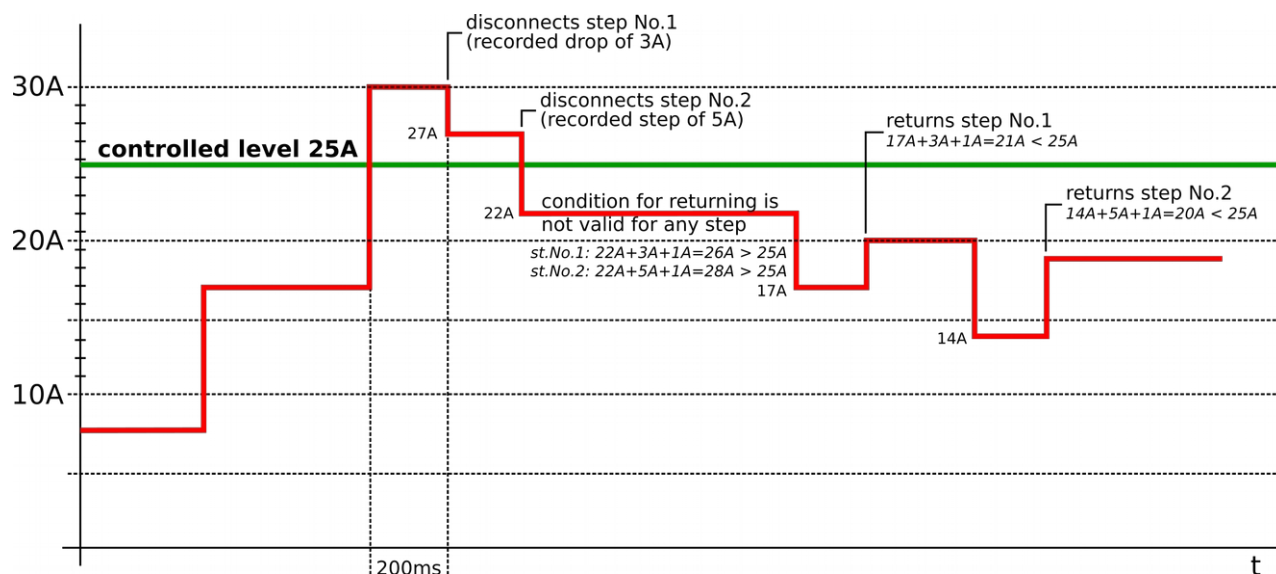 disconnects step No.1
(recorded drop of 3A)
30A
disconnects step No.2
(recorded step of 5A)
27A
returns step No.1
17A+3A+1A=21A < 25A
controlled level 25A
returns step No.2
14A+5A+1A=20A < 25A
22A
condition for returning is
not valid for any step
20A
st.No.1: 22A+3A+1A=26A > 25A
st.No.2: 22A+5A+1A=28A > 25A
17A
14A
10A
200ms
t